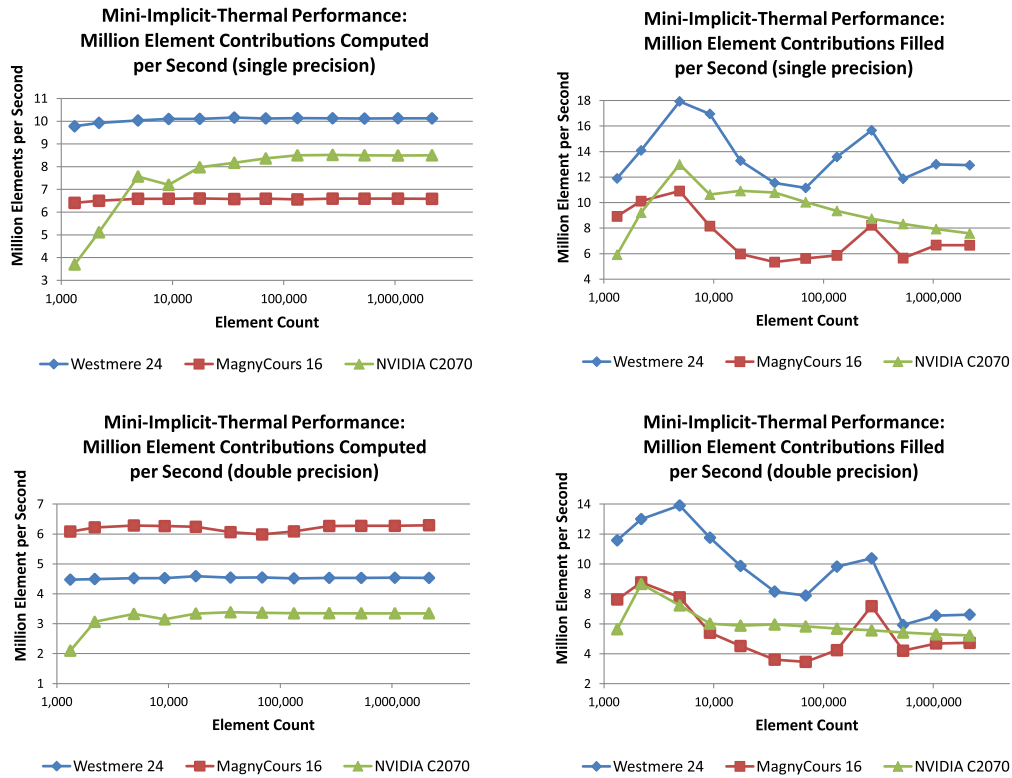 Mini-Implicit-Thermal Performance:
Million Element Contributions Computed
per Second (single precision)
Million Elements per Second
11
10
9
8
7
6
5
4
3
1,000
10,000
100,000
1,000,000
Element Count
Westmere 24
MagnyCours 16
NVIDIA C2070
Mini-Implicit-Thermal Performance:
Million Element Contributions Filled
per Second (single precision)
Million Element per Second
18
16
14
12
10
8
6
4
1,000
10,000
100,000
1,000,000
Element Count
Westmere 24
MagnyCours 16
NVIDIA C2070
Mini-Implicit-Thermal Performance:
Million Element Contributions Computed
per Second (double precision)
Million Element per Second
7
6
5
4
3
2
1
1,000
10,000
100,000
1,000,000
Element Count
Westmere 24
MagnyCours 16
NVIDIA C2070
Mini-Implicit-Thermal Performance:
Million Element Contributions Filled
per Second (double precision)
Million Element per Second
14
12
10
8
6
4
2
1,000
10,000
100,000
1,000,000
Element Count
Westmere 24
MagnyCours 16
NVIDIA C2070